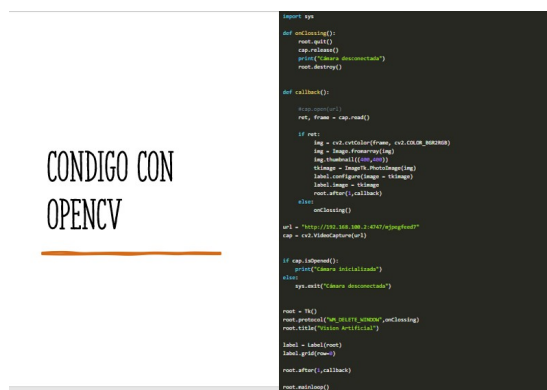 CONDIGO CON
OPENCV
import sys
def onClossing():
root.quit()
cap.release()
print("Cámara desconectada")
root.destroy()
def callback():
#cap.open(url)
ret, frame = cap.read()
if ret:
img = cv2.cvtColor(frame, cv2.COLOR_BGR2RGB)
img = Image.fromarray(img)
img.thumbnail((400,400))
tkimage = ImageTk.PhotoImage(img)
label.configure(image = tkimage)
label.image = tkimage
root.after(1,callback)
else:
onClossing()
url = "http://192.168.100.2:4747/mjpegfeed?"
cap = cv2.VideoCapture(url)
if cap.isOpened():
print("Cámara inicializada")
else:
sys.exit("Cámara desconectada")
root = Tk()
root.protocol("WM_DELETE_WINDOW",onClossing)
root.title("Vision Artificial")
label = Label(root)
label.grid(row=0)
root.after(1,callback)
root.mainloop()